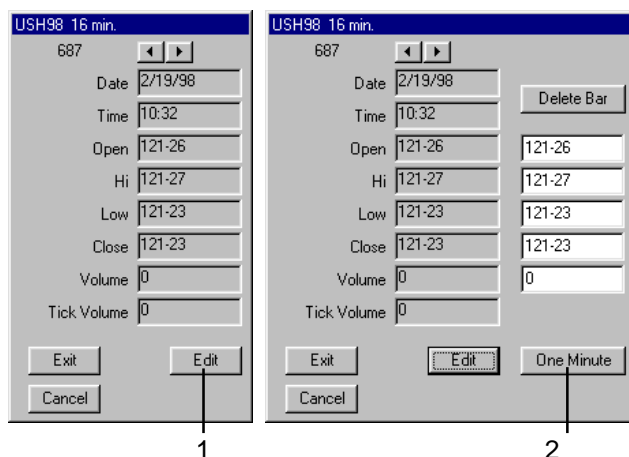 USH98 16 min.
687
Date 2/19/98
Time 10:32
Open 121-26
Hi 121-27
Low 121-23
Close 121-23
Volume 0
Tick Volume 0
Exit Edit
Cancel
1
USH98 16 min.
687
Date 2/19/98
Delete Bar
Time 10:32
Open 121-26 121-26
Hi 121-27 121-27
Low 121-23 121-23
Close 121-23 121-23
Volume 0 0
Tick Volume 0
Exit Edit One Minute
Cancel
2